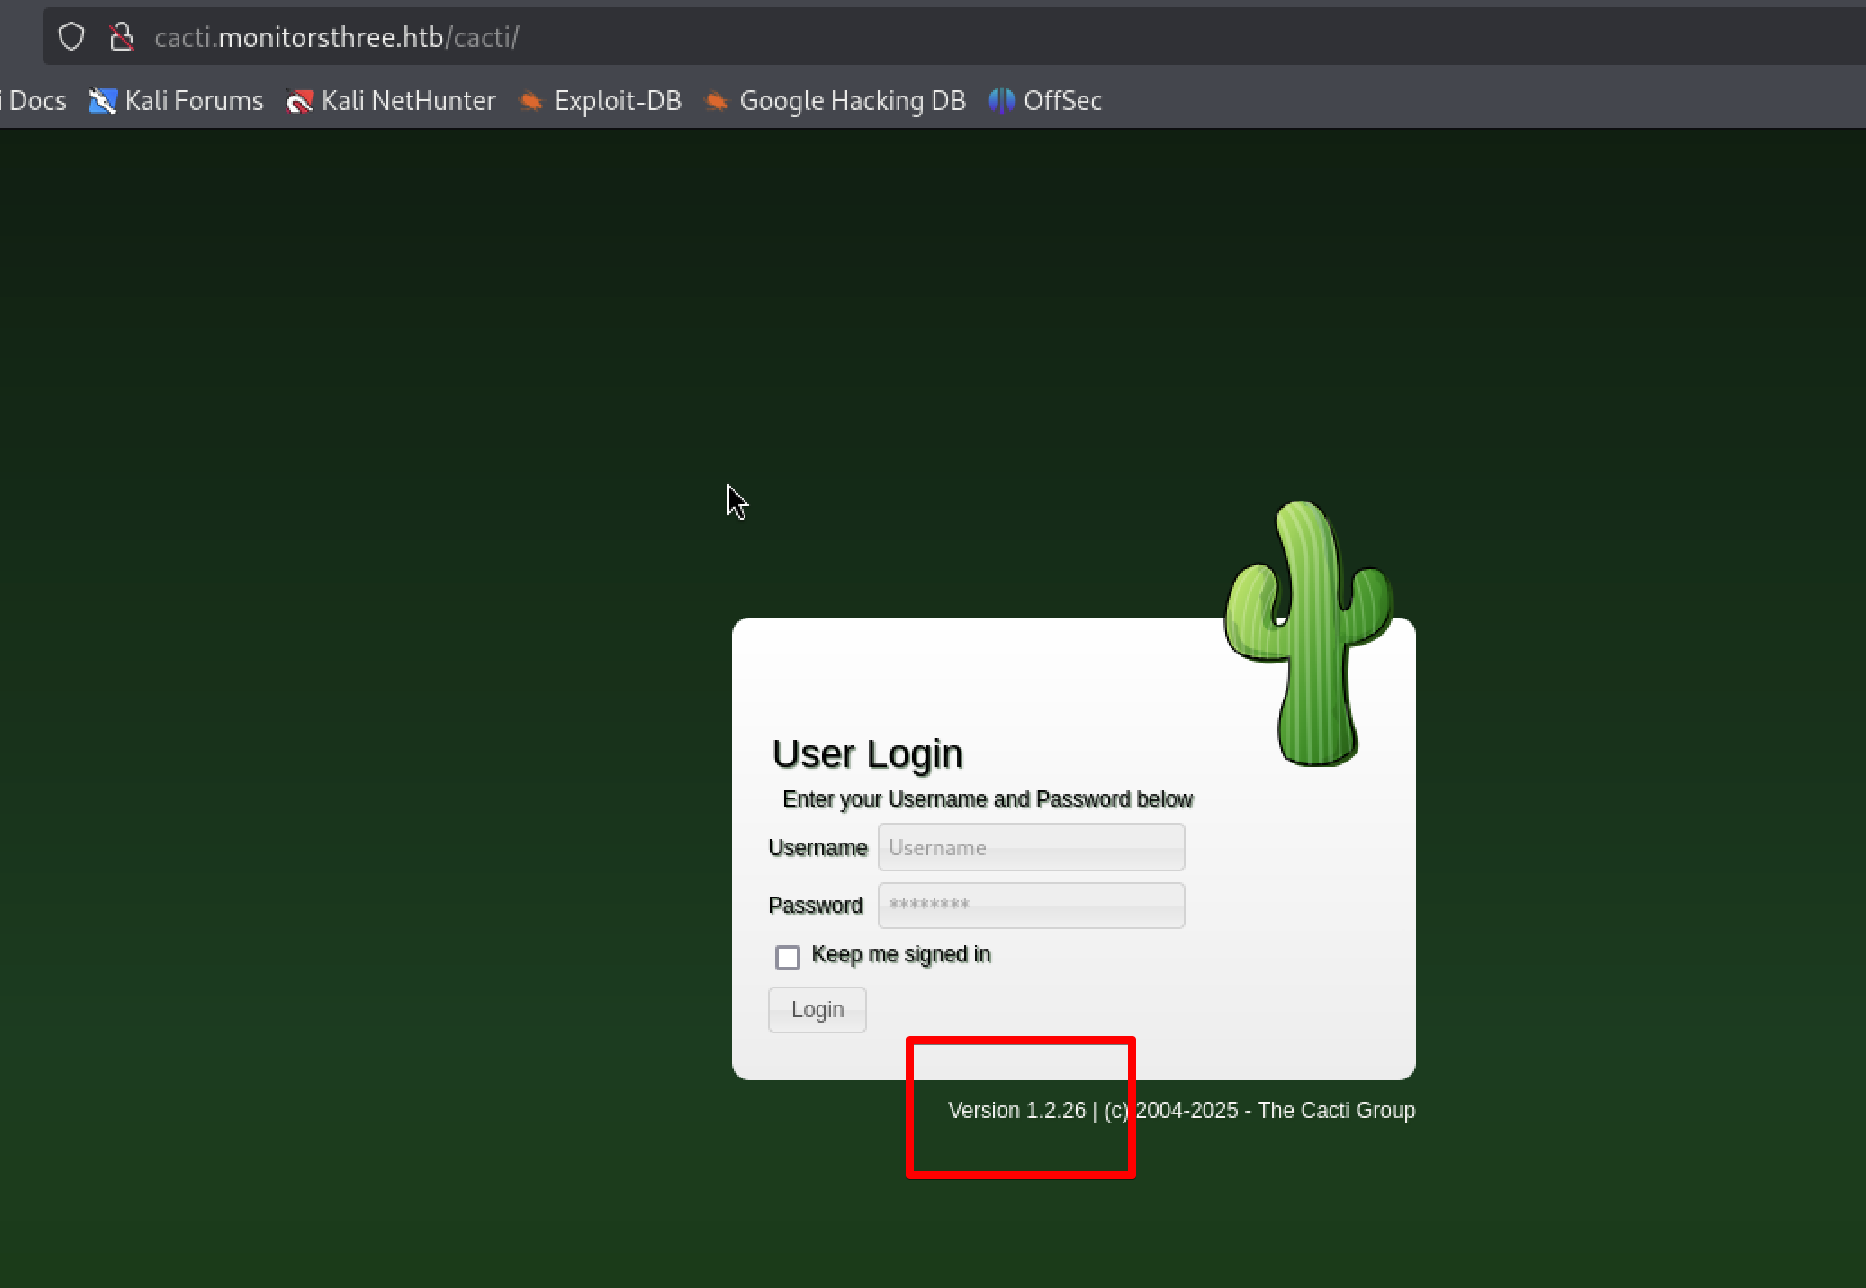 cacti.monitorsthree.htb/cacti/
i Docs Kali Forums Kali NetHunter Exploit-DB Google Hacking DB OffSec
User Login
Enter your Username and Password below
Username Username
Password ********
Keep me signed in
Login
Version 1.2.26 | (c) 2004-2025 - The Cacti Group